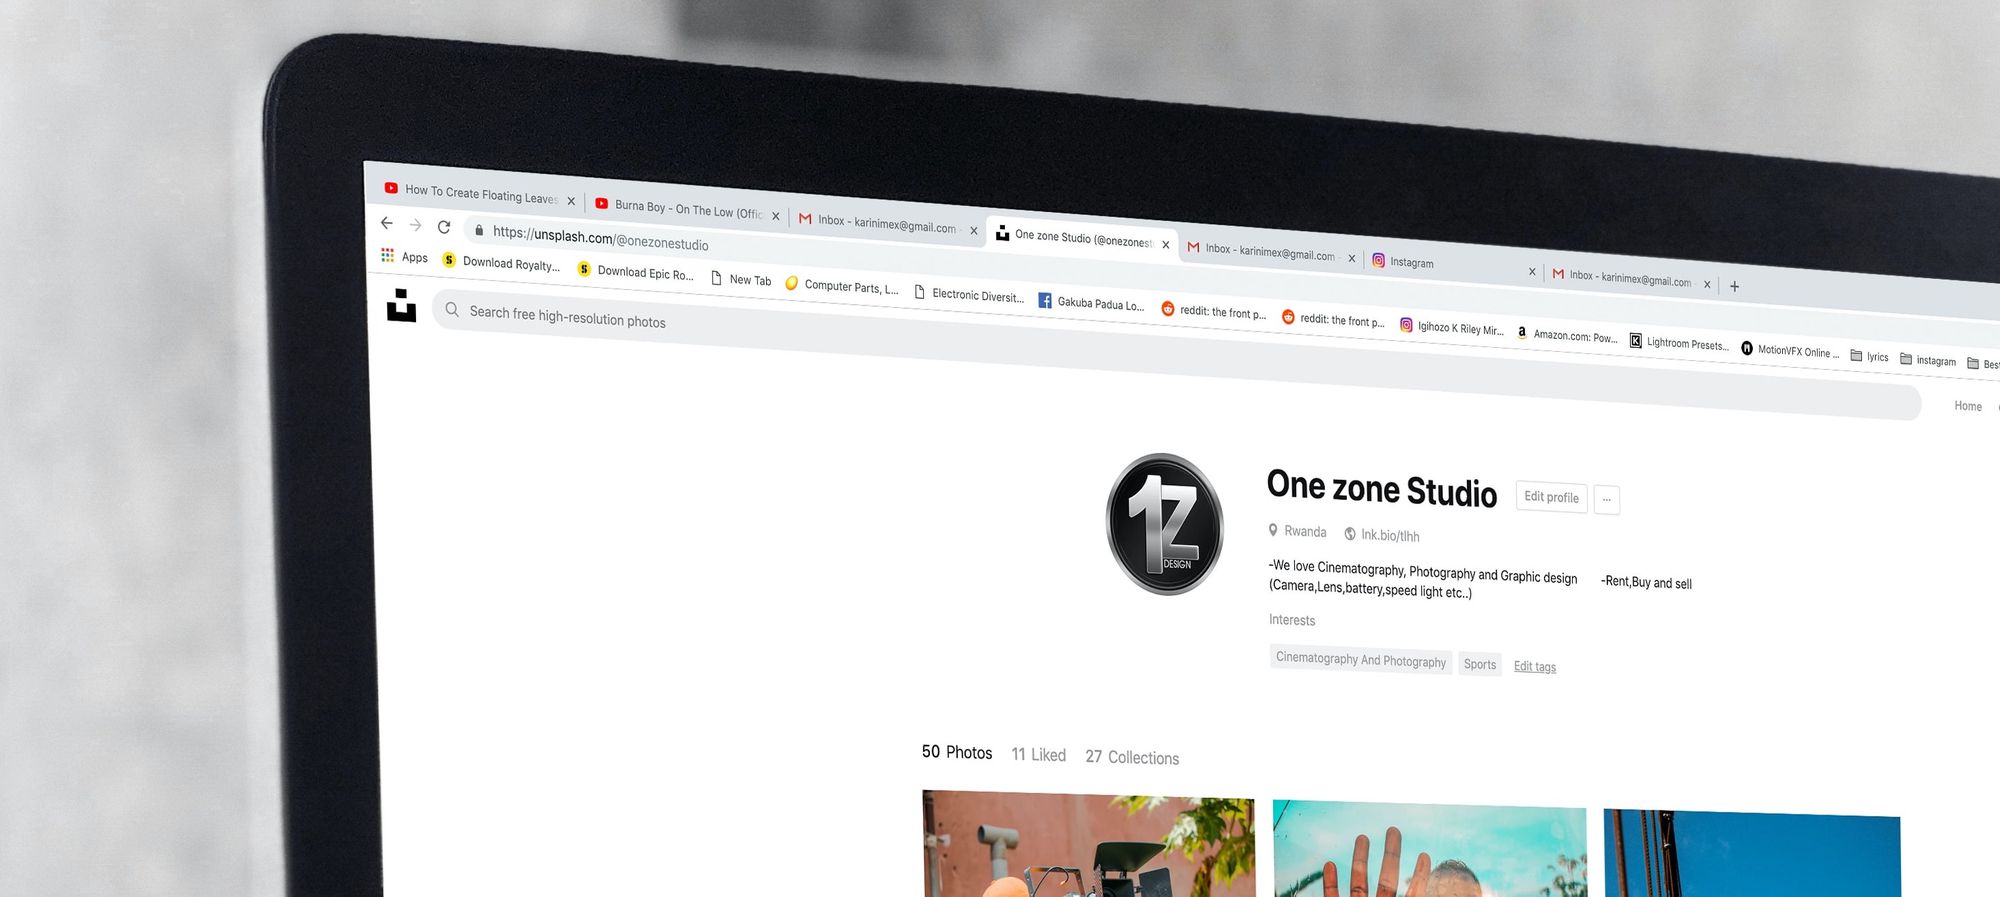 How To Create Floating Leaves
Burna Boy - On The Low (Offic
Inbox - karinimex@gmail.com -
One zone Studio (@onezonest
Inbox - karinimex@gmail.com -
Instagram
Inbox - karinimex@gmail.com -
https://unsplash.com/@onezonestudio
Apps
Download Royalty...
Download Epic Ro...
New Tab
Computer Parts, L...
Electronic Diversit...
Gakuba Padua Lo...
reddit: the front p...
reddit: the front p...
Igihozo K Riley Mir...
Amazon.com: Pow...
Lightroom Presets...
MotionVFX Online ...
lyrics
instagram
Best
Search free high-resolution photos
Home
1Z
DESIGN
One zone Studio
Edit profile
...
Rwanda
lnk.bio/tlhh
-We love Cinematography, Photography and Graphic design -Rent,Buy and sell
(Camera,Lens,battery,speed light etc..)
Interests
Cinematography And Photography
Sports
Edit tags
50 Photos
11 Liked
27 Collections